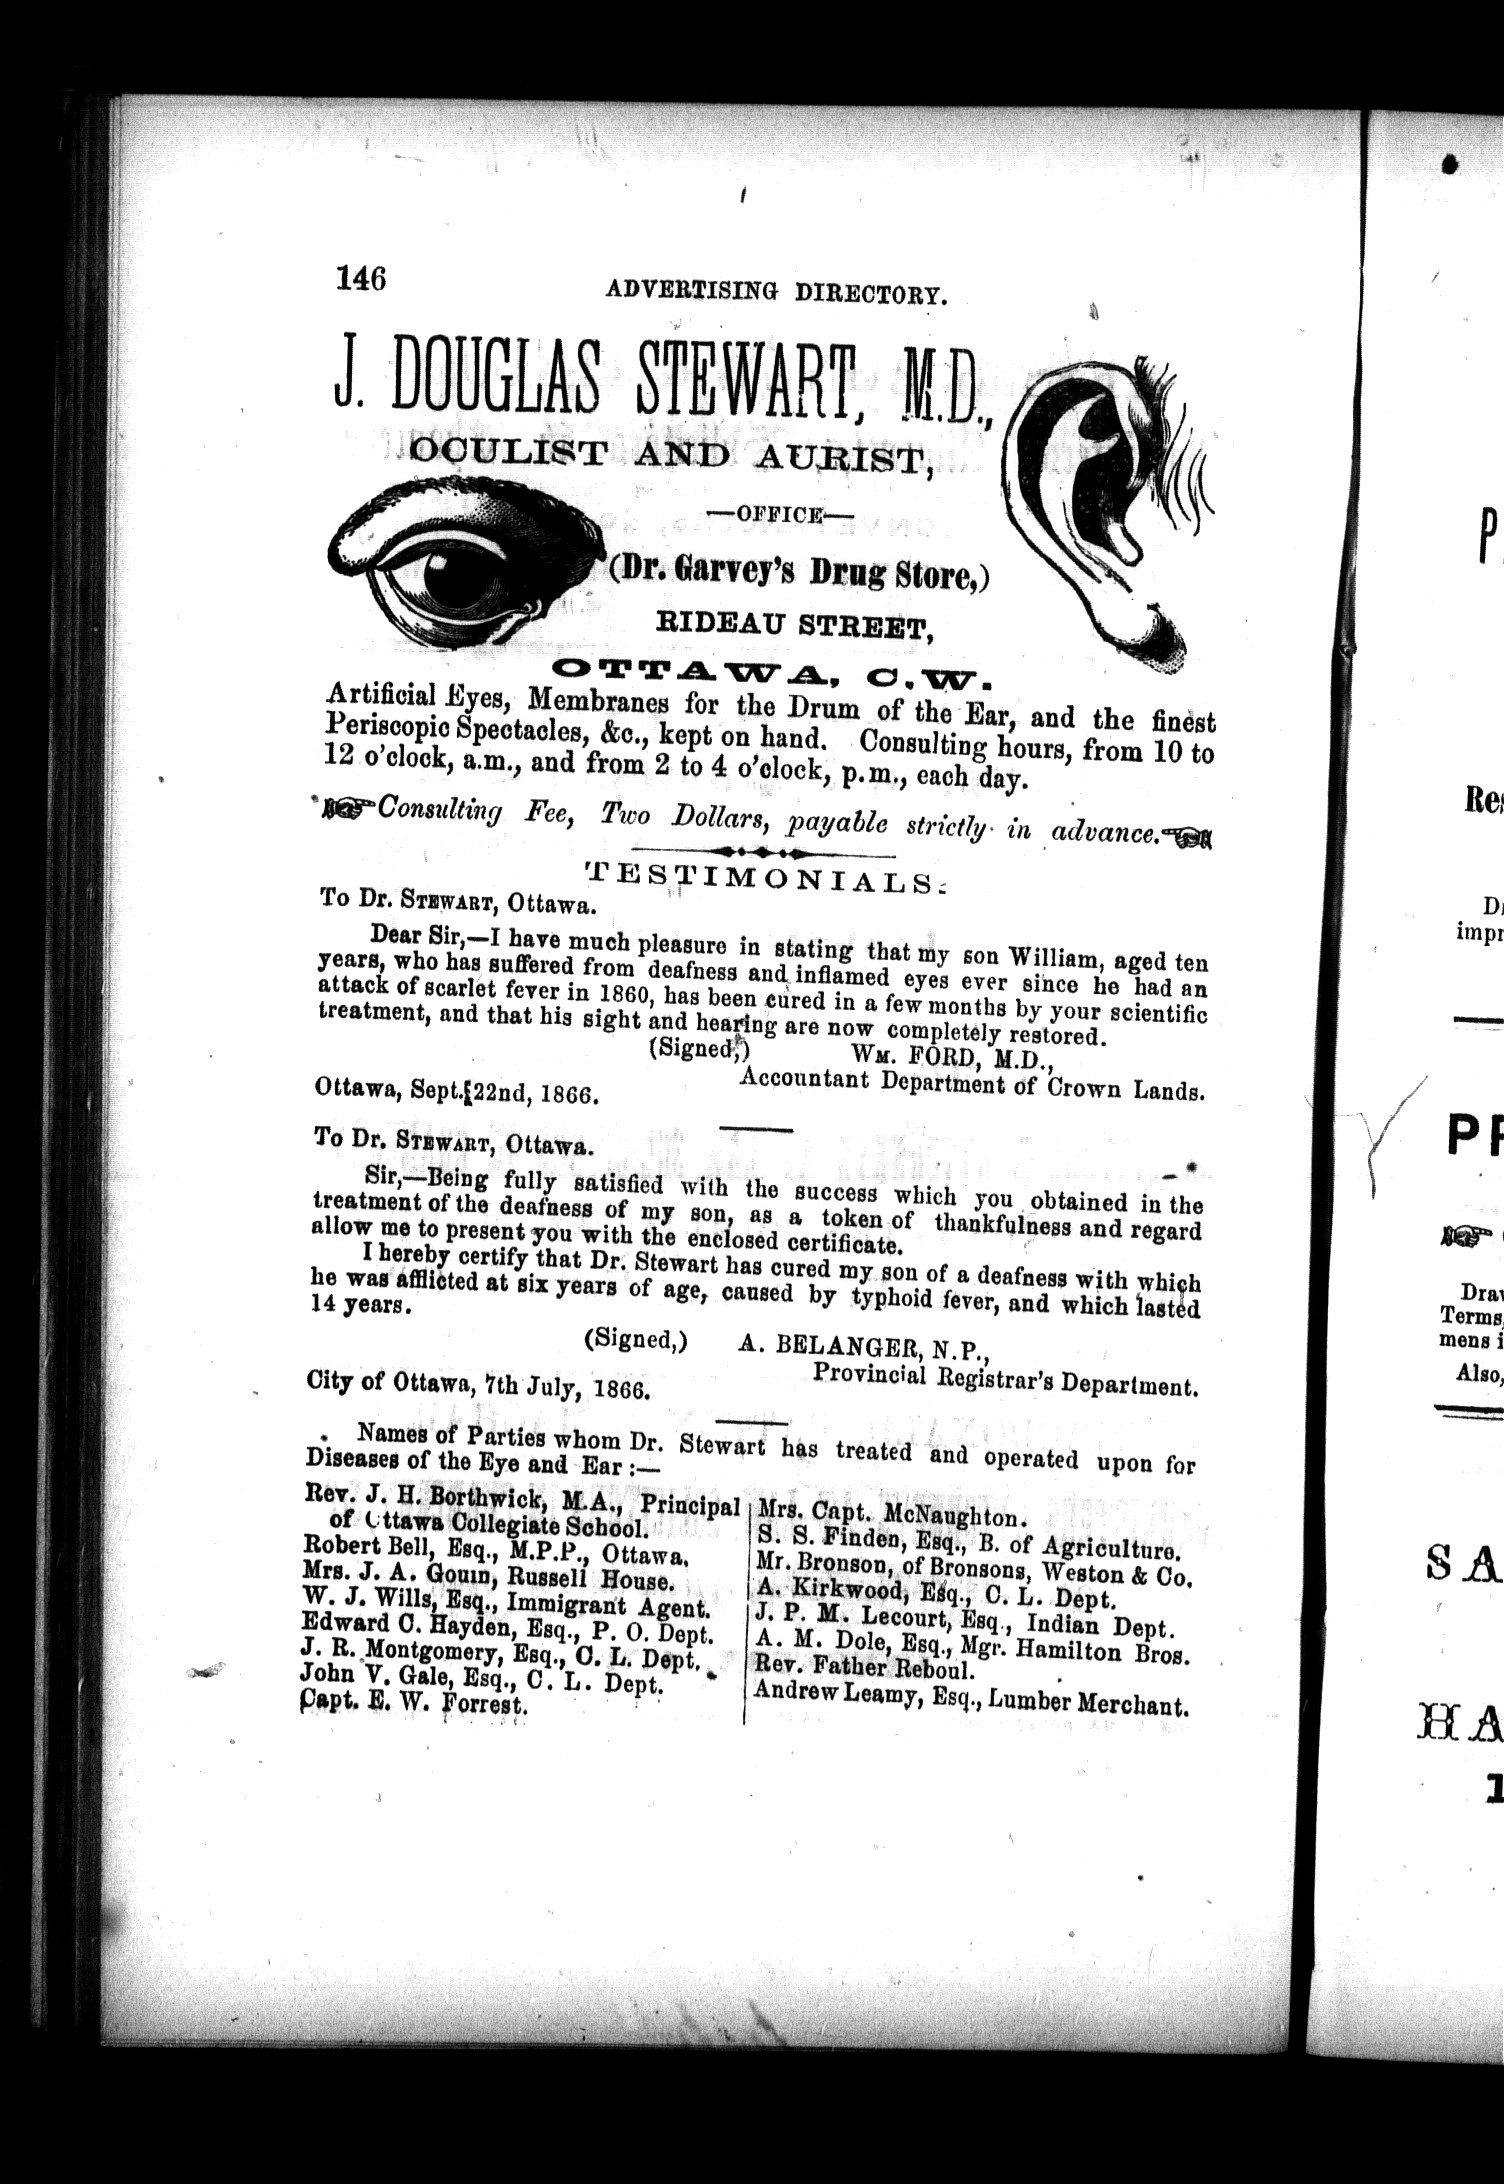 146
ADVERTISING DIRECTORY.
J. DOUGLAS STEWART, M.D.,
OCULIST AND AURIST,
—OFFICE—
(Dr. Garvey's Drug Store,)
RIDEAU STREET,
OTTAWA, C.W.
Artificial Eyes, Membranes for the Drum of the Ear, and the finest
Periscopic Spectacles, &c., kept on hand. Consulting hours, from 10 to
12 o'clock, a.m., and from 2 to 4 o'clock, p.m., each day.
Consulting Fee, Two Dollars, payable strictly in advance.
TESTIMONIALS.
To Dr. STEWART, Ottawa.
Dear Sir,—I have much pleasure in stating that my son William, aged ten
years, who has suffered from deafness and inflamed eyes ever since he had an
attack of scarlet fever in 1860, has been cured in a few months by your scientific
treatment, and that his sight and hearing are now completely restored.
(Signed,) WM. FORD, M.D.,
Accountant Department of Crown Lands.
Ottawa, Sept. 22nd, 1866.
To Dr. STEWART, Ottawa.
Sir,—Being fully satisfied with the success which you obtained in the
treatment of the deafness of my son, as a token of thankfulness and regard
allow me to present you with the enclosed certificate.
I hereby certify that Dr. Stewart has cured my son of a deafness with which
he was afflicted at six years of age, caused by typhoid fever, and which lasted
14 years.
(Signed,) A. BELANGER, N.P.,
Provincial Registrar's Department.
City of Ottawa, 7th July, 1866.
Names of Parties whom Dr. Stewart has treated and operated upon for
Diseases of the Eye and Ear :—
Rev. J. H. Borthwick, M.A., Principal
of Ottawa Collegiate School.
Robert Bell, Esq., M.P.P., Ottawa.
Mrs. J. A. Gouin, Russell House.
W. J. Wills, Esq., Immigrant Agent.
Edward C. Hayden, Esq., P. O. Dept.
J. R. Montgomery, Esq., C. L. Dept.
John V. Gale, Esq., C. L. Dept.
Capt. E. W. Forrest.
Mrs. Capt. McNaughton.
S. S. Finden, Esq., B. of Agriculture.
Mr. Bronson, of Bronsons, Weston & Co.
A. Kirkwood, Esq., C. L. Dept.
J. P. M. Lecourt, Esq., Indian Dept.
A. M. Dole, Esq., Mgr. Hamilton Bros.
Rev. Father Reboul.
Andrew Leamy, Esq., Lumber Merchant.
P
Res
impr
PR
Draw
Terms,
mens i
Also,
SA
HA
1